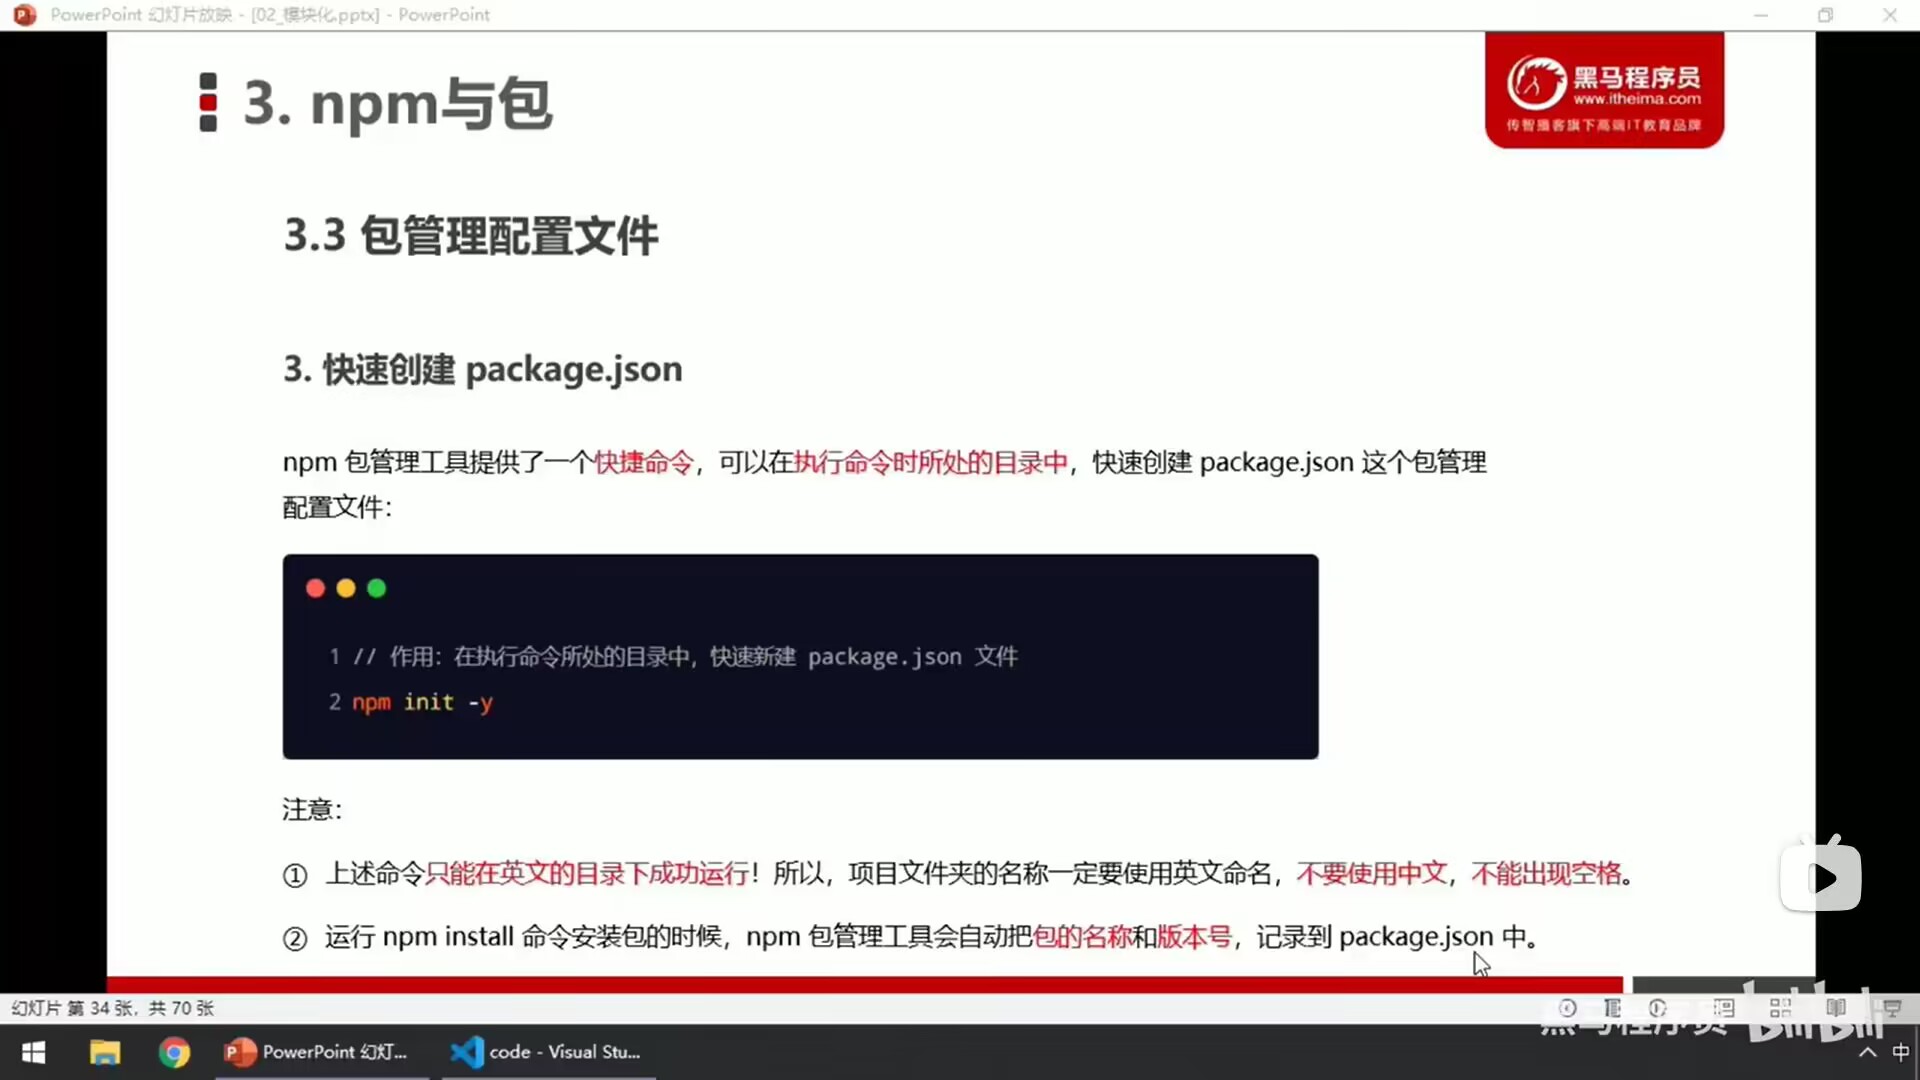 PowerPoint 幻灯片放映 - [02_模块化.pptx] - PowerPoint
3. npm与包
黑马程序员
www.itheima.com
传智播客旗下高端IT教育品牌
3.3 包管理配置文件
3. 快速创建 package.json
npm 包管理工具提供了一个快捷命令，可以在执行命令时所处的目录中，快速创建 package.json 这个包管理
配置文件：
1 // 作用：在执行命令所处的目录中，快速新建 package.json 文件
2 npm init -y
注意：
① 上述命令只能在英文的目录下成功运行！所以，项目文件夹的名称一定要使用英文命名，不要使用中文，不能出现空格。
② 运行 npm install 命令安装包的时候，npm 包管理工具会自动把包的名称和版本号，记录到 package.json 中。
幻灯片 第 34 张，共 70 张
黑马程序员 bilibili
PowerPoint 幻灯...
code - Visual Stu...
中